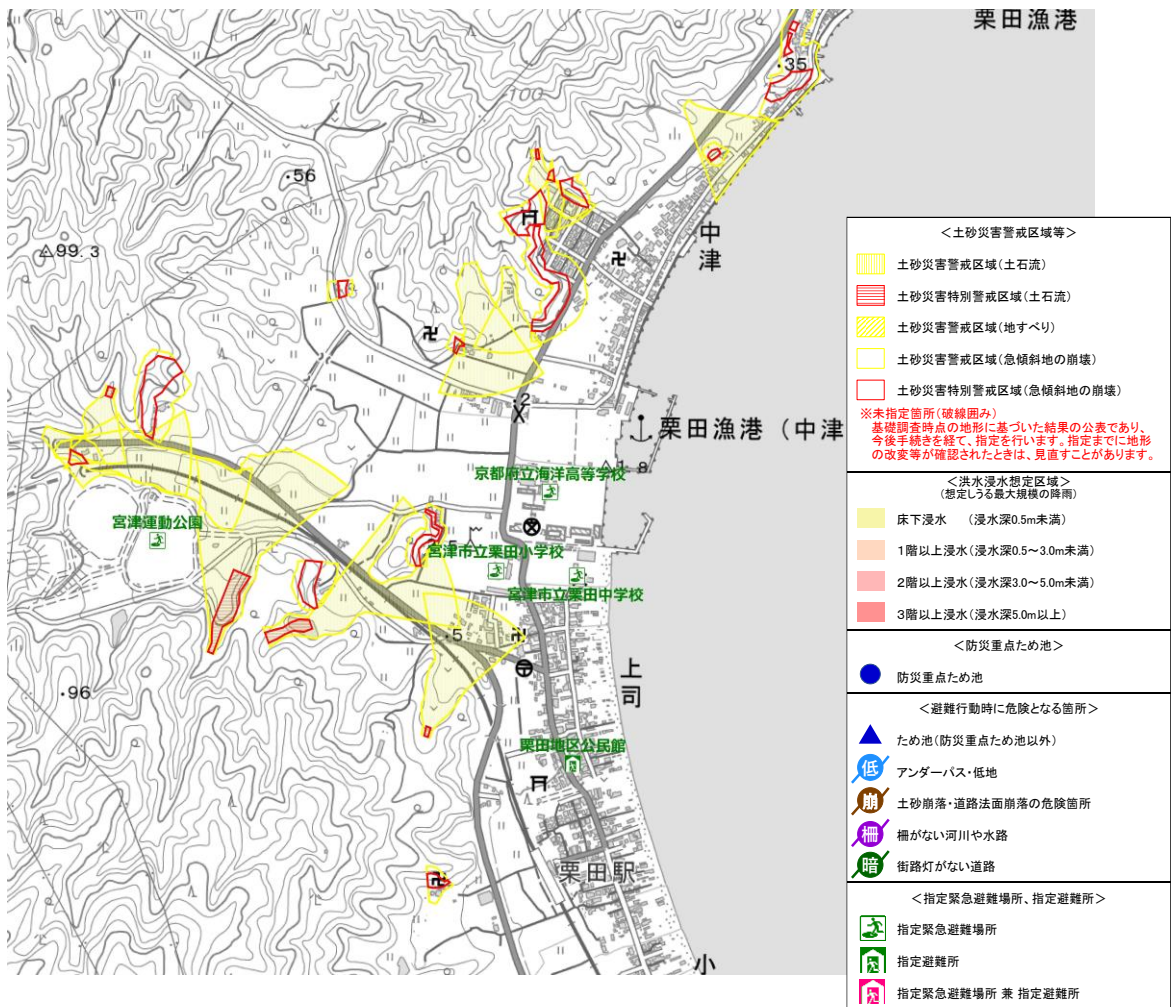 栗田漁港
・35
100
・56
△99.3
中津
・2
栗田漁港（中津
△1.8
京都府立海洋高等学校
宮津運動公園
宮津市立栗田小学校
宮津市立栗田中学校
・5
上司
・96
栗田地区公民館
栗田駅
小
＜土砂災害警戒区域等＞
土砂災害警戒区域(土石流)
土砂災害特別警戒区域(土石流)
土砂災害警戒区域(地すべり)
土砂災害警戒区域(急傾斜地の崩壊)
土砂災害特別警戒区域(急傾斜地の崩壊)
※未指定箇所(破線囲み)
基礎調査時点の地形に基づいた結果の公表であり、
今後手続きを経て、指定を行います。指定までに地形
の改変等が確認されたときは、見直すことがあります。
＜洪水浸水想定区域＞
(想定しうる最大規模の降雨)
床下浸水　(浸水深0.5m未満)
1階以上浸水(浸水深0.5～3.0m未満)
2階以上浸水(浸水深3.0～5.0m未満)
3階以上浸水(浸水深5.0m以上)
＜防災重点ため池＞
防災重点ため池
＜避難行動時に危険となる箇所＞
ため池(防災重点ため池以外)
低 アンダーパス・低地
崩 土砂崩落・道路法面崩落の危険箇所
柵 柵がない河川や水路
暗 街路灯がない道路
＜指定緊急避難場所、指定避難所＞
指定緊急避難場所
指定避難所
指定緊急避難場所 兼 指定避難所